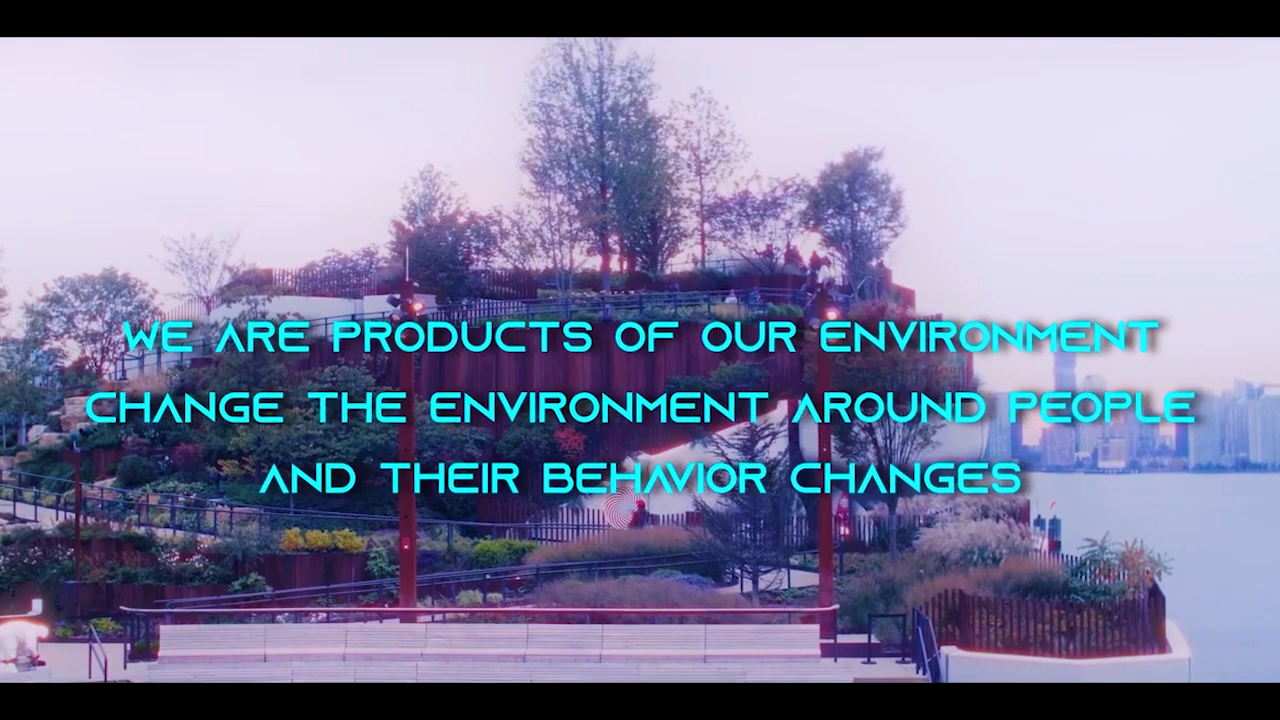 WE ARE PRODUCTS OF OUR ENVIRONMENT
CHANGE THE ENVIRONMENT AROUND PEOPLE
AND THEIR BEHAVIOR CHANGES